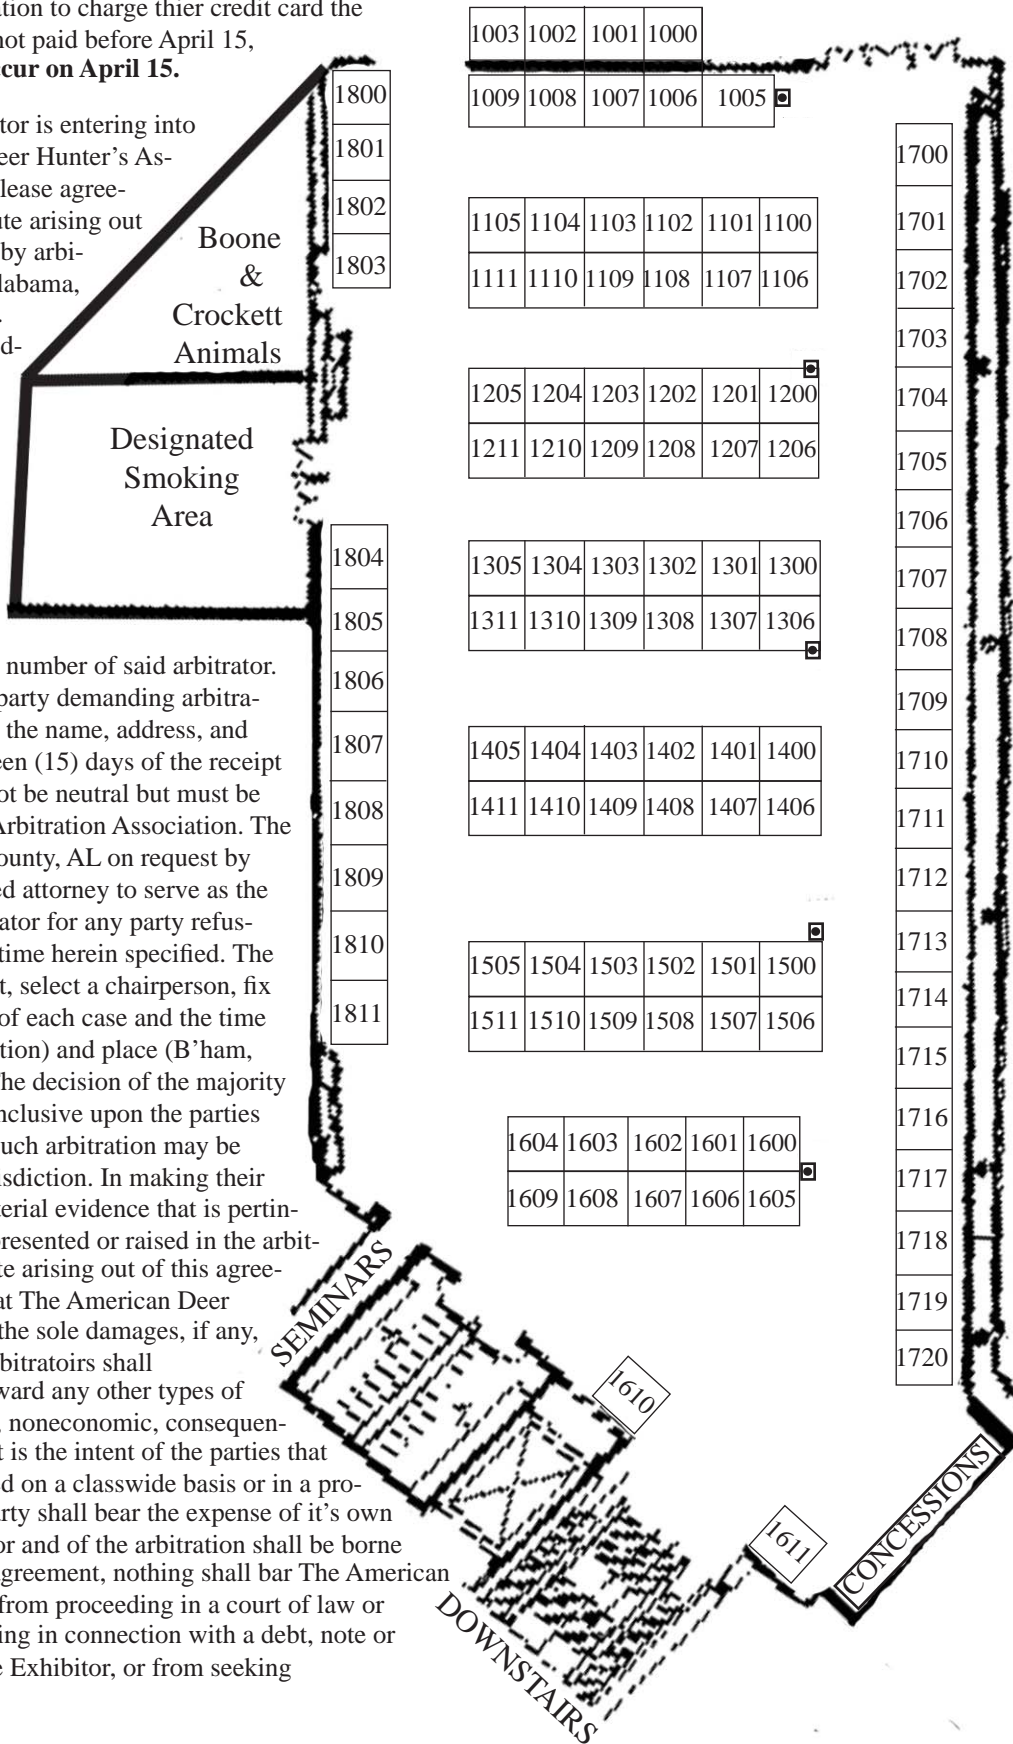 ation to charge thier credit card the
not paid before April 15,
ccur on April 15.
tor is entering into
eer Hunter's As-
lease agree-
ute arising out
by arbi-
labama,
.
d-
number of said arbitrator.
party demanding arbitra-
the name, address, and
een (15) days of the receipt
ot be neutral but must be
Arbitration Association. The
ounty, AL on request by
ed attorney to serve as the
ator for any party refus-
time herein specified. The
t, select a chairperson, fix
of each case and the time
tion) and place (B'ham,
The decision of the majority
nclusive upon the parties
uch arbitration may be
isdiction. In making their
terial evidence that is pertin-
presented or raised in the arbit-
te arising out of this agree-
at The American Deer
the sole damages, if any,
bitratoirs shall
ward any other types of
, noneconomic, consequen-
t is the intent of the parties that
ed on a classwide basis or in a pro-
arty shall bear the expense of it's own
or and of the arbitration shall be borne
greement, nothing shall bar The American
from proceeding in a court of law or
ing in connection with a debt, note or
e Exhibitor, or from seeking
Boone
&
Crockett
Animals
Designated
Smoking
Area
1800
1801
1802
1803
1804
1805
1806
1807
1808
1809
1810
1811
1003 1002 1001 1000
1009 1008 1007 1006 1005
1105 1104 1103 1102 1101 1100
1111 1110 1109 1108 1107 1106
1205 1204 1203 1202 1201 1200
1211 1210 1209 1208 1207 1206
1305 1304 1303 1302 1301 1300
1311 1310 1309 1308 1307 1306
1405 1404 1403 1402 1401 1400
1411 1410 1409 1408 1407 1406
1505 1504 1503 1502 1501 1500
1511 1510 1509 1508 1507 1506
1604 1603 1602 1601 1600
1609 1608 1607 1606 1605
1700
1701
1702
1703
1704
1705
1706
1707
1708
1709
1710
1711
1712
1713
1714
1715
1716
1717
1718
1719
1720
SEMINARS
1610
1611
CONCESSIONS
DOWNSTAIRS